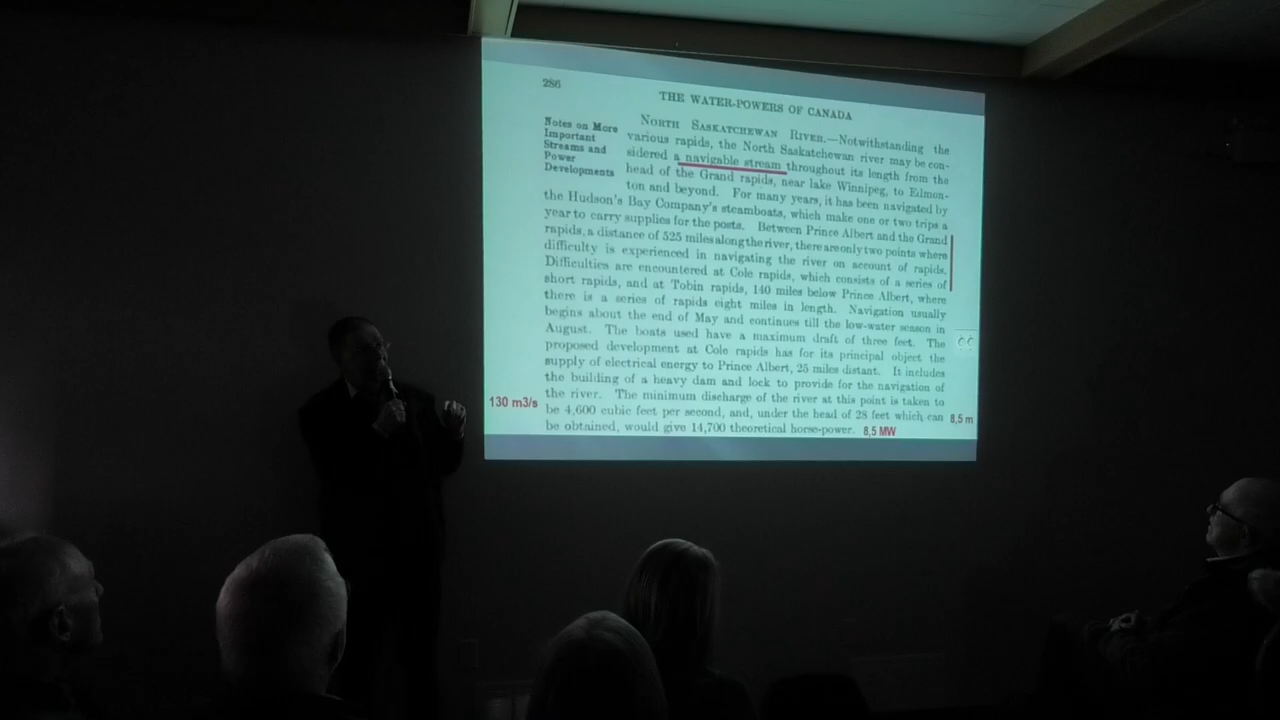 286
THE WATER-POWERS OF CANADA
Notes on More
Important
Streams and
Power
Developments
NORTH SASKATCHEWAN RIVER.—Notwithstanding the
various rapids, the North Saskatchewan river may be con-
sidered a navigable stream throughout its length from the
head of the Grand rapids, near lake Winnipeg, to Edmon-
ton and beyond. For many years, it has been navigated by
the Hudson's Bay Company's steamboats, which make one or two trips a
year to carry supplies for the posts. Between Prince Albert and the Grand
rapids, a distance of 525 miles along the river, there are only two points where
difficulty is experienced in navigating the river on account of rapids.
Difficulties are encountered at Cole rapids, which consists of a series of
short rapids, and at Tobin rapids, 140 miles below Prince Albert, where
there is a series of rapids eight miles in length. Navigation usually
begins about the end of May and continues till the low-water season in
August. The boats used have a maximum draft of three feet. The
proposed development at Cole rapids has for its principal object the
supply of electrical energy to Prince Albert, 25 miles distant. It includes
the building of a heavy dam and lock to provide for the navigation of
the river. The minimum discharge of the river at this point is taken to
130 m3/s
be 4,600 cubic feet per second, and, under the head of 28 feet which can 8,5 m
be obtained, would give 14,700 theoretical horse-power. 8,5 MW